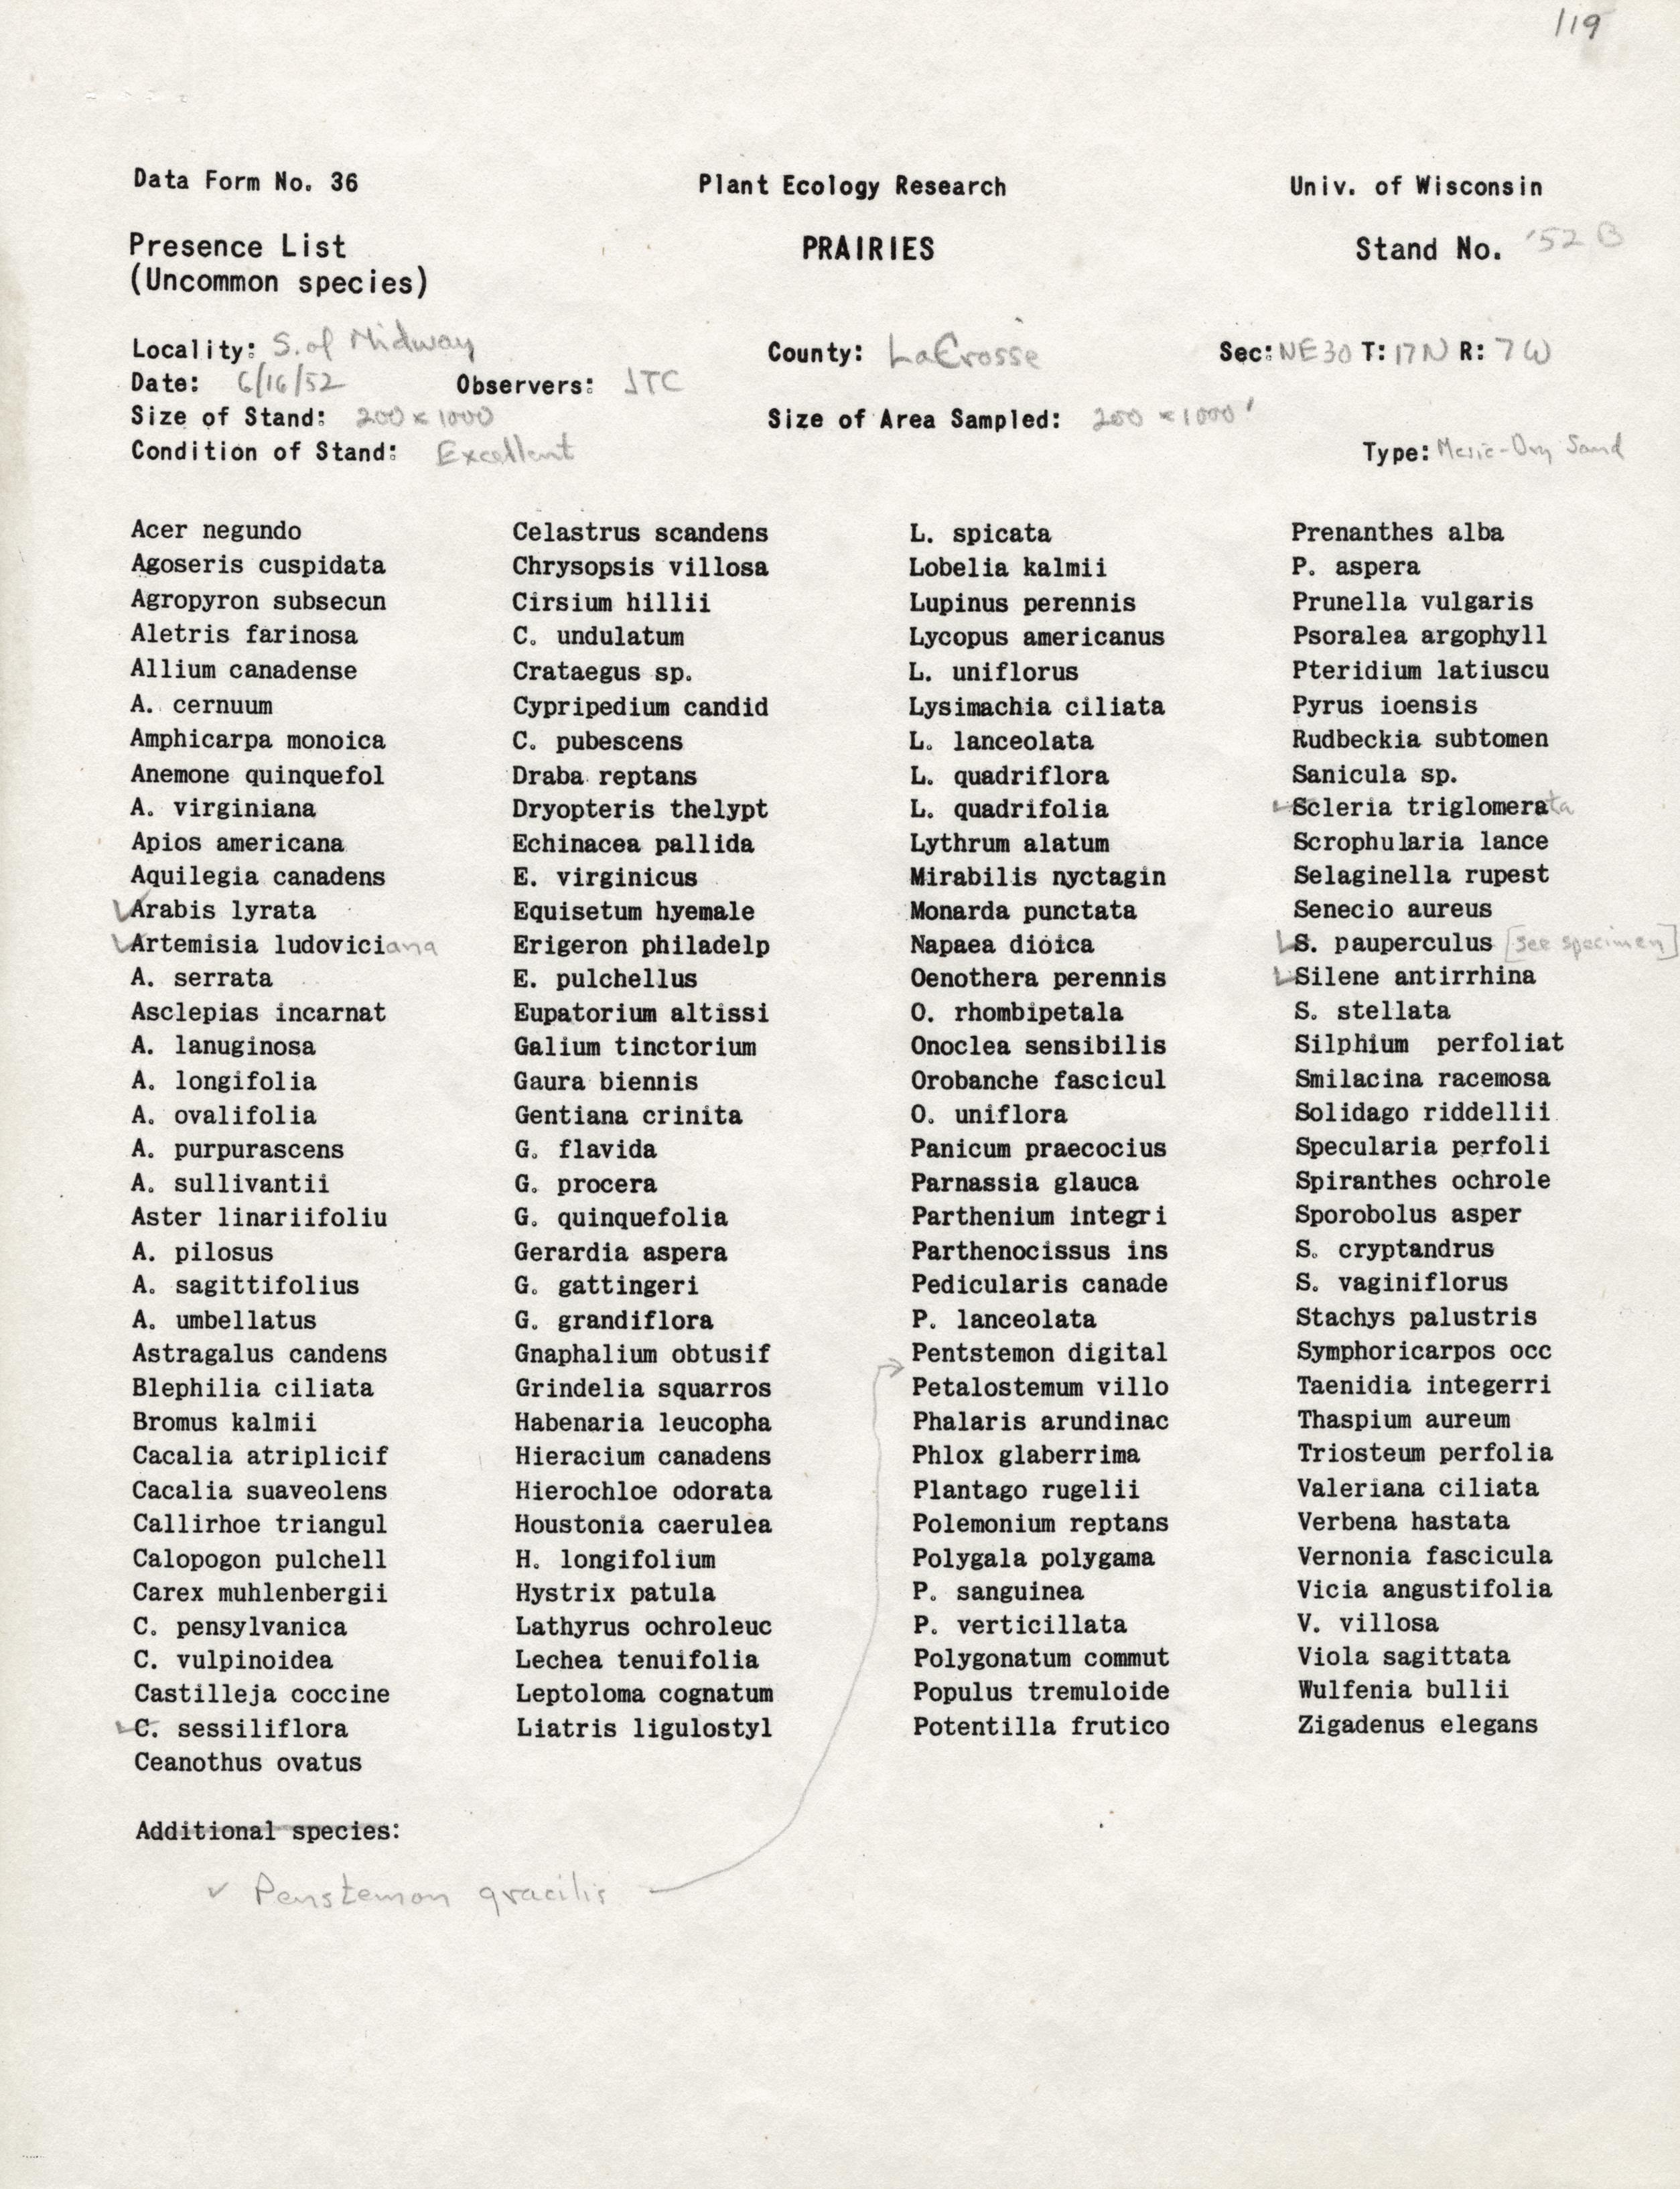 119
Data Form No. 36 Plant Ecology Research Univ. of Wisconsin
Presence List PRAIRIES Stand No. '52 B
(Uncommon species)
Locality: S. of Midway County: LaCrosse Sec: NE30 T: 17N R: 7W
Date: 6/16/52 Observers: JTC
Size of Stand: 200 x 1000 Size of Area Sampled: 200 x 1000'
Condition of Stand: Excellent Type: Mesic-Dry Sand
Acer negundo
Agoseris cuspidata
Agropyron subsecun
Aletris farinosa
Allium canadense
A. cernuum
Amphicarpa monoica
Anemone quinquefol
A. virginiana
Apios americana
Aquilegia canadens
✓ Arabis lyrata
✓ Artemisia ludoviciana
A. serrata
Asclepias incarnat
A. lanuginosa
A. longifolia
A. ovalifolia
A. purpurascens
A. sullivantii
Aster linariifoliu
A. pilosus
A. sagittifolius
A. umbellatus
Astragalus candens
Blephilia ciliata
Bromus kalmii
Cacalia atriplicif
Cacalia suaveolens
Callirhoe triangul
Calopogon pulchell
Carex muhlenbergii
C. pensylvanica
C. vulpinoidea
Castilleja coccine
✓ C. sessiliflora
Ceanothus ovatus
Celastrus scandens
Chrysopsis villosa
Cirsium hillii
C. undulatum
Crataegus sp.
Cypripedium candid
C. pubescens
Draba reptans
Dryopteris thelypt
Echinacea pallida
E. virginicus
Equisetum hyemale
Erigeron philadelp
E. pulchellus
Eupatorium altissi
Galium tinctorium
Gaura biennis
Gentiana crinita
G. flavida
G. procera
G. quinquefolia
Gerardia aspera
G. gattingeri
G. grandiflora
Gnaphalium obtusif
Grindelia squarros
Habenaria leucopha
Hieracium canadens
Hierochloe odorata
Houstonia caerulea
H. longifolium
Hystrix patula
Lathyrus ochroleuc
Lechea tenuifolia
Leptoloma cognatum
Liatris ligulostyl
L. spicata
Lobelia kalmii
Lupinus perennis
Lycopus americanus
L. uniflorus
Lysimachia ciliata
L. lanceolata
L. quadriflora
L. quadrifolia
Lythrum alatum
Mirabilis nyctagin
Monarda punctata
Napaea dioica
Oenothera perennis
O. rhombipetala
Onoclea sensibilis
Orobanche fascicul
O. uniflora
Panicum praecocius
Parnassia glauca
Parthenium integri
Parthenocissus ins
Pedicularis canade
P. lanceolata
Pentstemon digital
Petalostemum villo
Phalaris arundinac
Phlox glaberrima
Plantago rugelii
Polemonium reptans
Polygala polygama
P. sanguinea
P. verticillata
Polygonatum commut
Populus tremuloide
Potentilla frutico
Prenanthes alba
P. aspera
Prunella vulgaris
Psoralea argophyll
Pteridium latiuscu
Pyrus ioensis
Rudbeckia subtomen
Sanicula sp.
✓ Scleria triglomerata
Scrophularia lance
Selaginella rupest
Senecio aureus
✓ S. pauperculus [see specimen]
✓ Silene antirrhina
S. stellata
Silphium perfoliat
Smilacina racemosa
Solidago riddellii
Specularia perfoli
Spiranthes ochrole
Sporobolus asper
S. cryptandrus
S. vaginiflorus
Stachys palustris
Symphoricarpos occ
Taenidia integerri
Thaspium aureum
Triosteum perfolia
Valeriana ciliata
Verbena hastata
Vernonia fascicula
Vicia angustifolia
V. villosa
Viola sagittata
Wulfenia bullii
Zigadenus elegans
Additional species:
✓ Penstemon gracilis